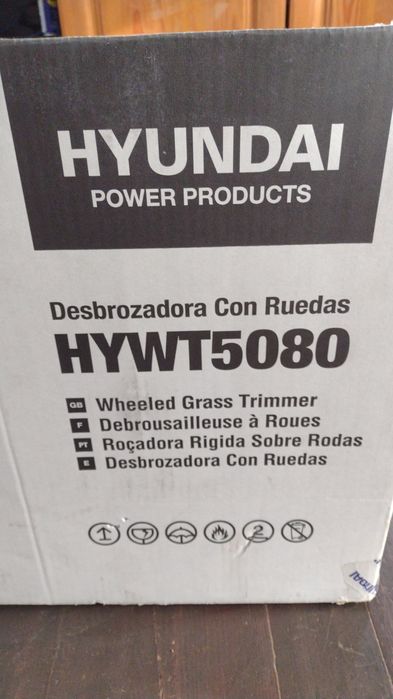 HYUNDAI
POWER PRODUCTS
Desbrozadora Con Ruedas
HYWT5080
GB Wheeled Grass Trimmer
F Debrousailleuse à Roues
PT Roçadora Rigida Sobre Rodas
E Desbrozadora Con Ruedas
2